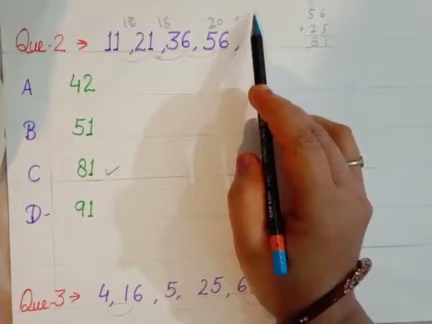 10 15 20
56
+ 25
81
Que-2 → 11, 21, 36, 56,
A 42
B 51
C 81 ✓
D- 91
Que-3 → 4, 16, 5, 25, 6